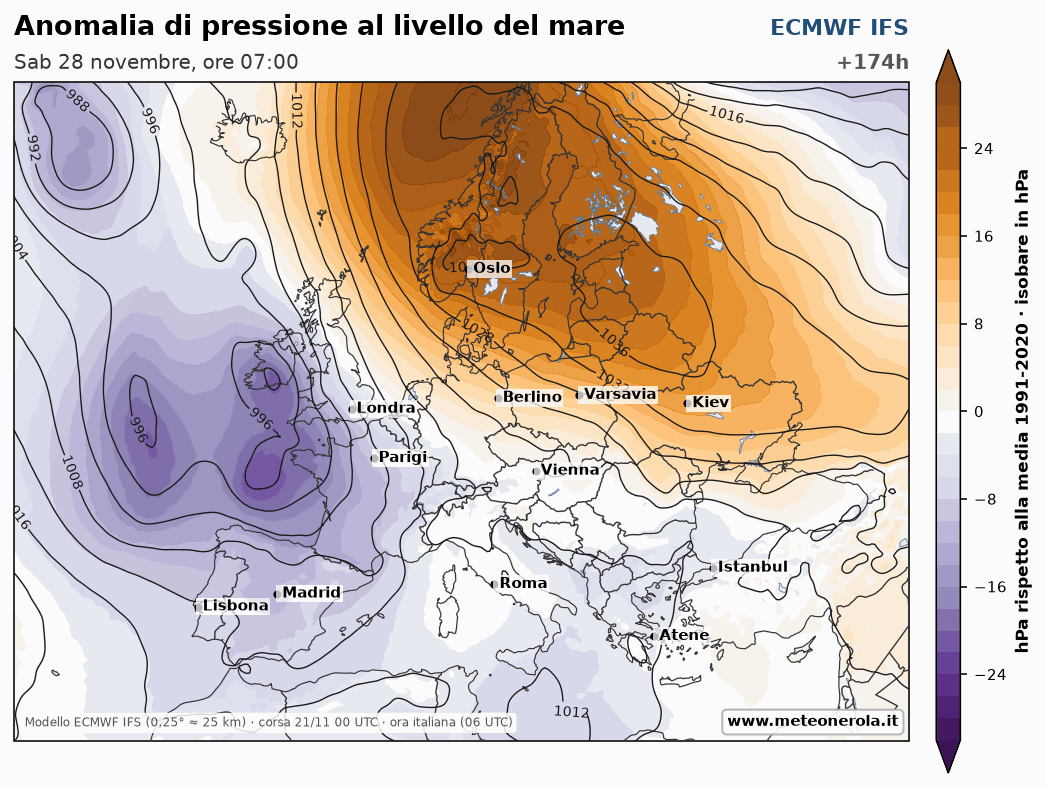 Anomalia di pressione al livello del mare
ECMWF IFS
Sab 28 novembre, ore 07:00
+174h
988
996
1012
1016
992
24
16
004
Oslo
1028
8
1036
Berlino
Varsavia
Kiev
Londra
0
996
996
Parigi
Vienna
1008
−8
016
Istanbul
Roma
Madrid
−16
Lisbona
Atene
−24
1012
hPa rispetto alla media 1991-2020 · isobare in hPa
Modello ECMWF IFS (0,25° ≈ 25 km) · corsa 21/11 00 UTC · ora italiana (06 UTC)
www.meteonerola.it